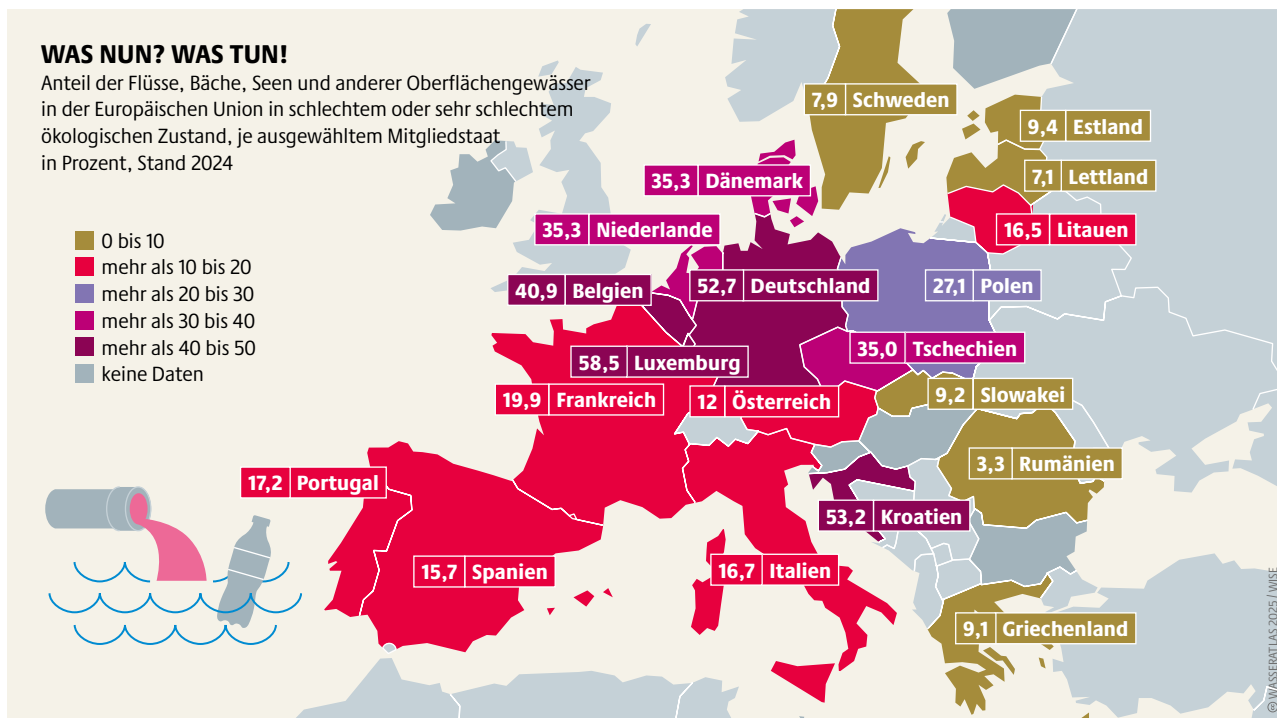 WAS NUN? WAS TUN!
Anteil der Flüsse, Bäche, Seen und anderer Oberflächengewässer
in der Europäischen Union in schlechtem oder sehr schlechtem
ökologischen Zustand, je ausgewähltem Mitgliedstaat
in Prozent, Stand 2024
0 bis 10
mehr als 10 bis 20
mehr als 20 bis 30
mehr als 30 bis 40
mehr als 40 bis 50
keine Daten
7,9 Schweden
9,4 Estland
7,1 Lettland
35,3 Dänemark
16,5 Litauen
35,3 Niederlande
40,9 Belgien
52,7 Deutschland
27,1 Polen
35,0 Tschechien
58,5 Luxemburg
9,2 Slowakei
19,9 Frankreich
12 Österreich
3,3 Rumänien
17,2 Portugal
53,2 Kroatien
15,7 Spanien
16,7 Italien
9,1 Griechenland
© WASSERATLAS 2025 / WISE